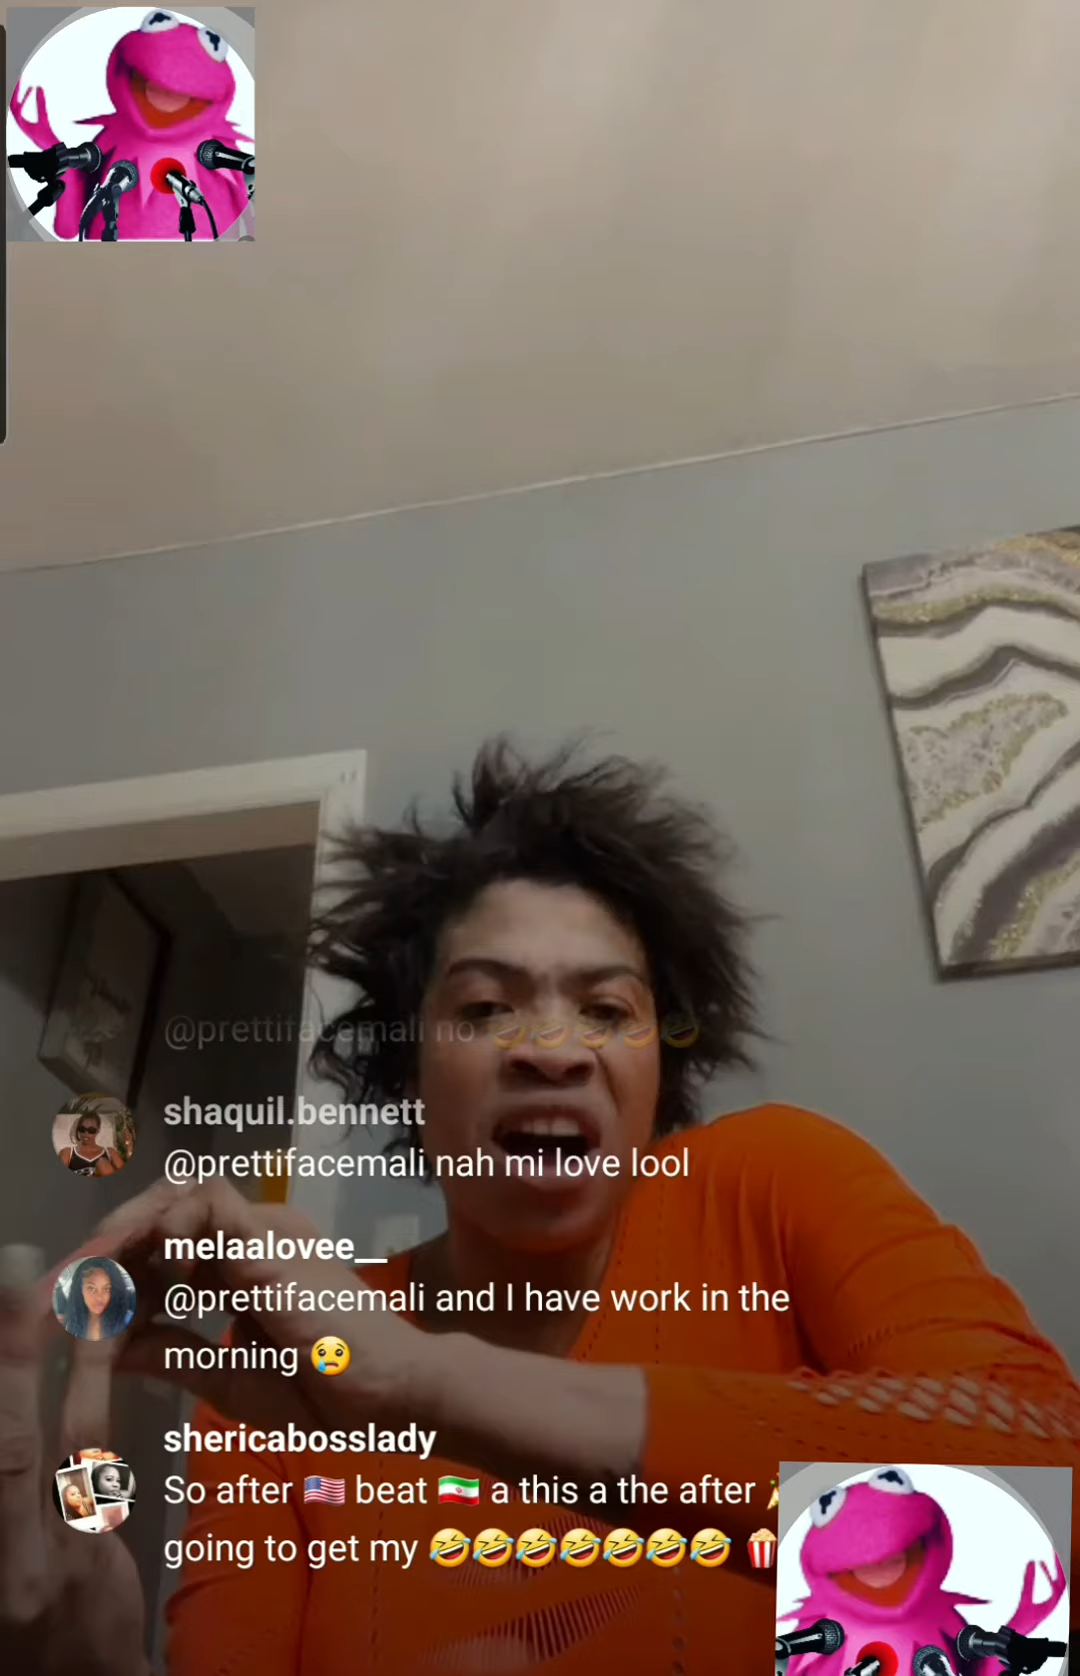 @prettifacemali no 🤣🤣🤣🤣🤣
shaquil.bennett
@prettifacemali nah mi love lool
melaalovee__
@prettifacemali and I have work in the
morning 😢
shericabosslady
So after 🇺🇸 beat 🇮🇷 a this a the after
going to get my 🤣🤣🤣🤣🤣🤣🤣 🍿